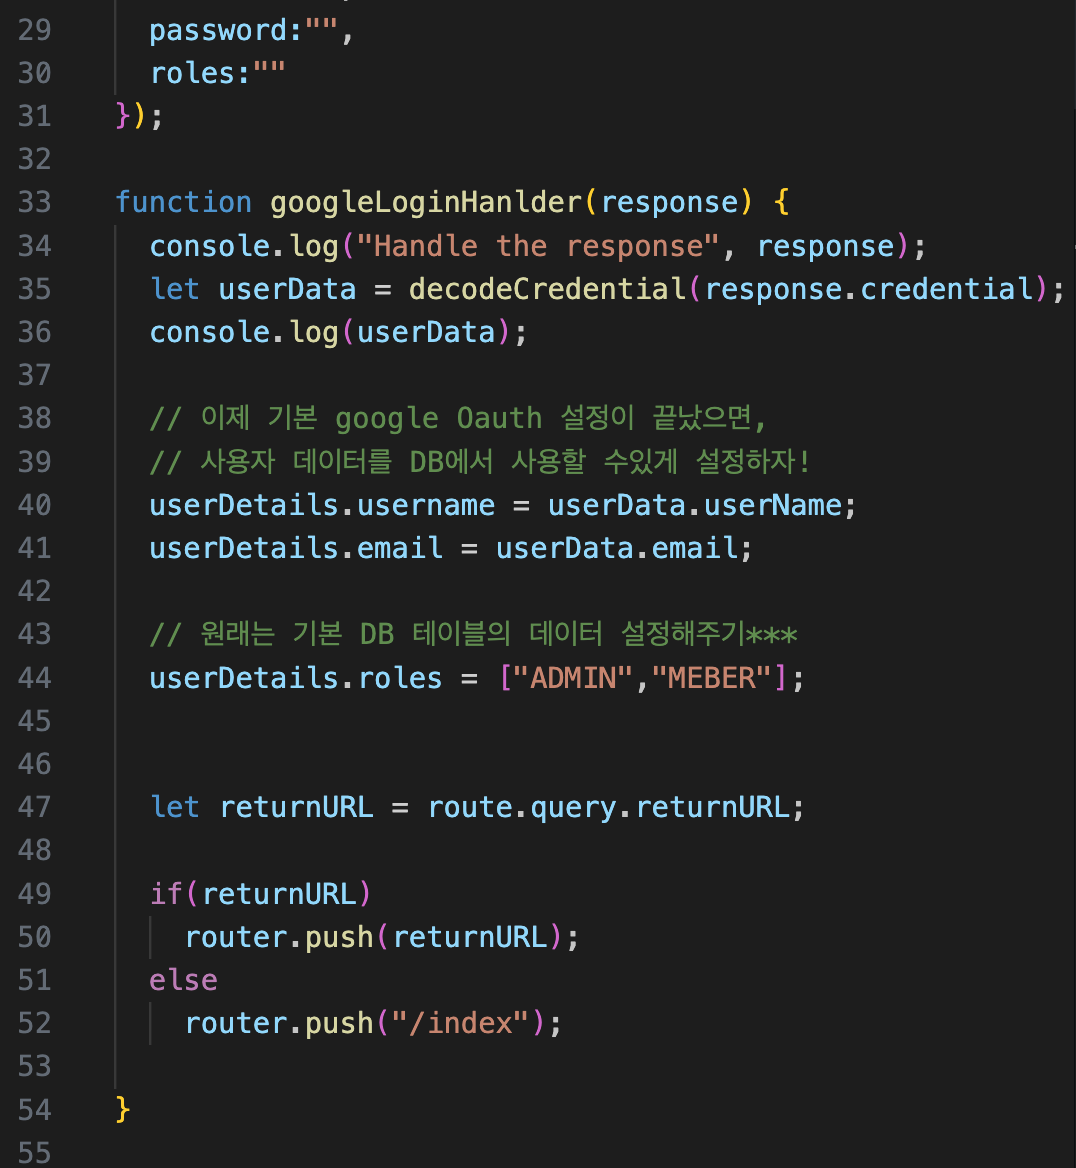 29 password:"",
30 roles:""
31 });
32
33 function googleLoginHanlder(response) {
34 console.log("Handle the response", response);
35 let userData = decodeCredential(response.credential);
36 console.log(userData);
37
38 // 이제 기본 google Oauth 설정이 끝났으면,
39 // 사용자 데이터를 DB에서 사용할 수있게 설정하자!
40 userDetails.username = userData.userName;
41 userDetails.email = userData.email;
42
43 // 원래는 기본 DB 테이블의 데이터 설정해주기***
44 userDetails.roles = ["ADMIN","MEBER"];
45
46
47 let returnURL = route.query.returnURL;
48
49 if(returnURL)
50 router.push(returnURL);
51 else
52 router.push("/index");
53
54 }
55